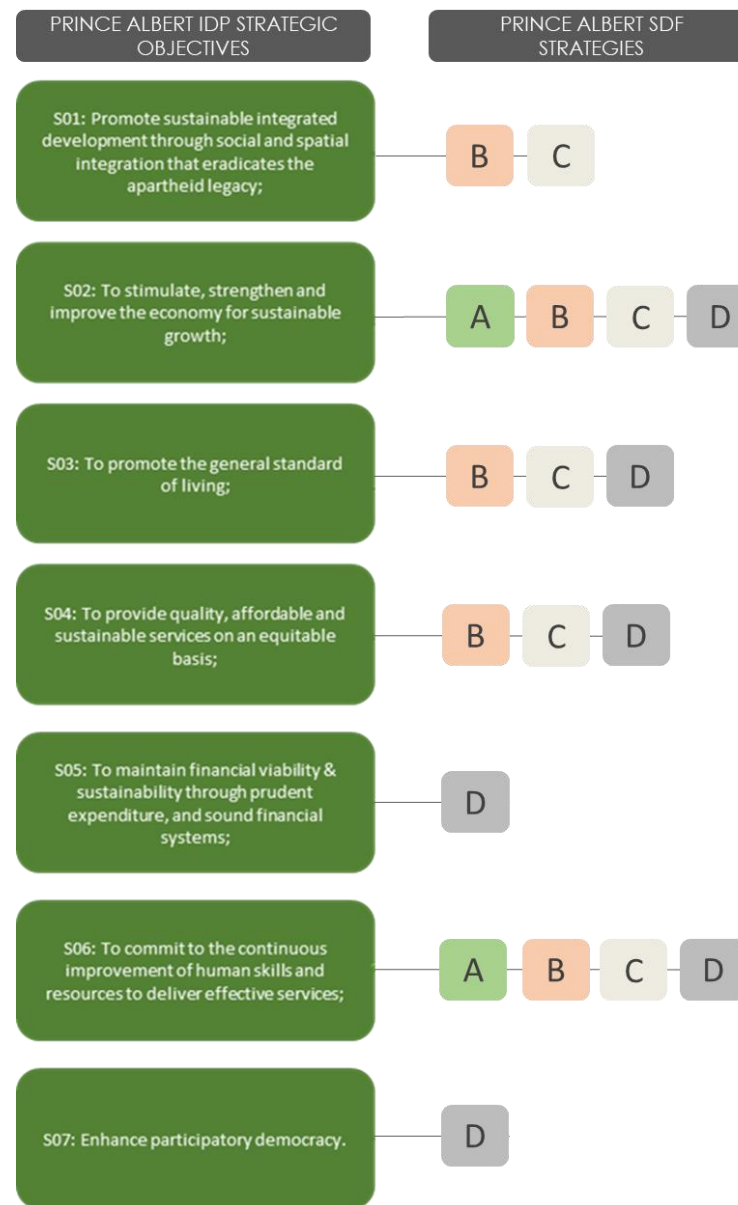 PRINCE ALBERT IDP STRATEGIC
OBJECTIVES
PRINCE ALBERT SDF
STRATEGIES
S01: Promote sustainable integrated
development through social and spatial
integration that eradicates the
apartheid legacy;
B C
S02: To stimulate, strengthen and
improve the economy for sustainable
growth;
A B C D
S03: To promote the general standard
of living;
B C D
S04: To provide quality, affordable and
sustainable services on an equitable
basis;
B C D
S05: To maintain financial viability &
sustainability through prudent
expenditure, and sound financial
systems;
D
S06: To commit to the continuous
improvement of human skills and
resources to deliver effective services;
A B C D
S07: Enhance participatory democracy.
D